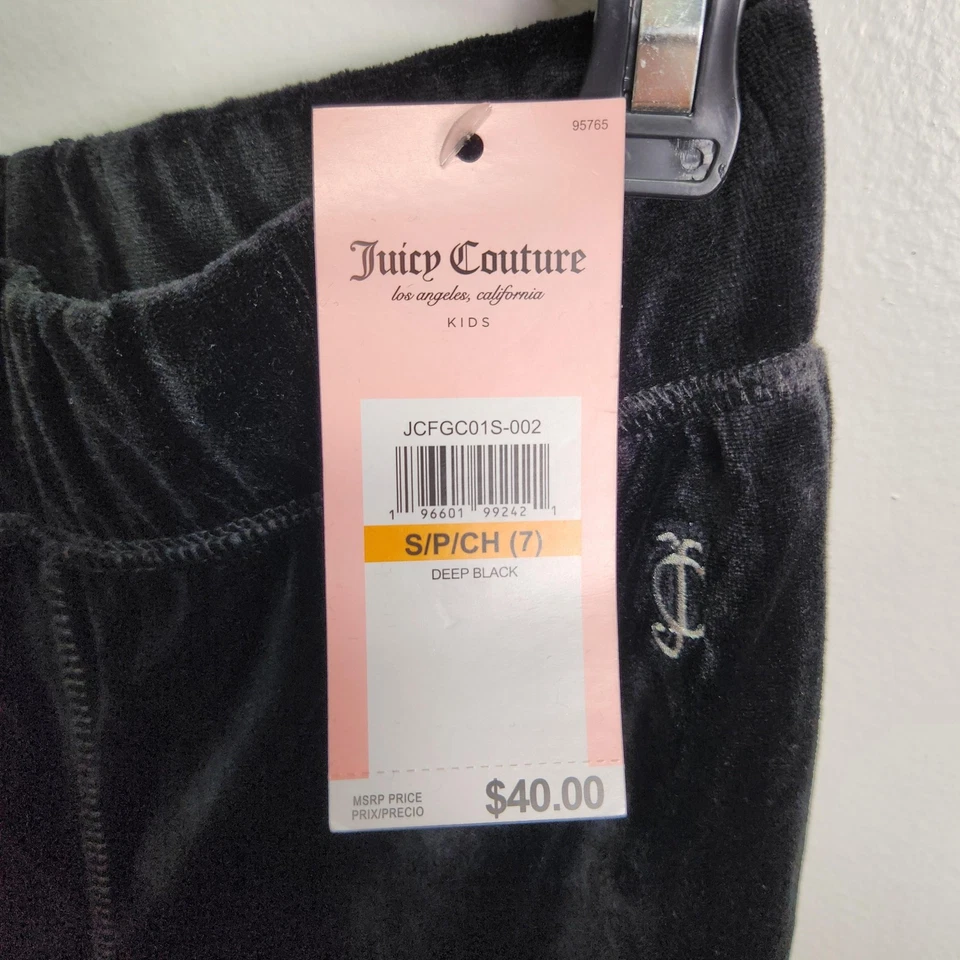 95765
Juicy Couture
los angeles, california
KIDS
JCFGC01S-002
1 96601 99242 1
S/P/CH (7)
DEEP BLACK
MSRP PRICE
PRIX/PRECIO
$40.00